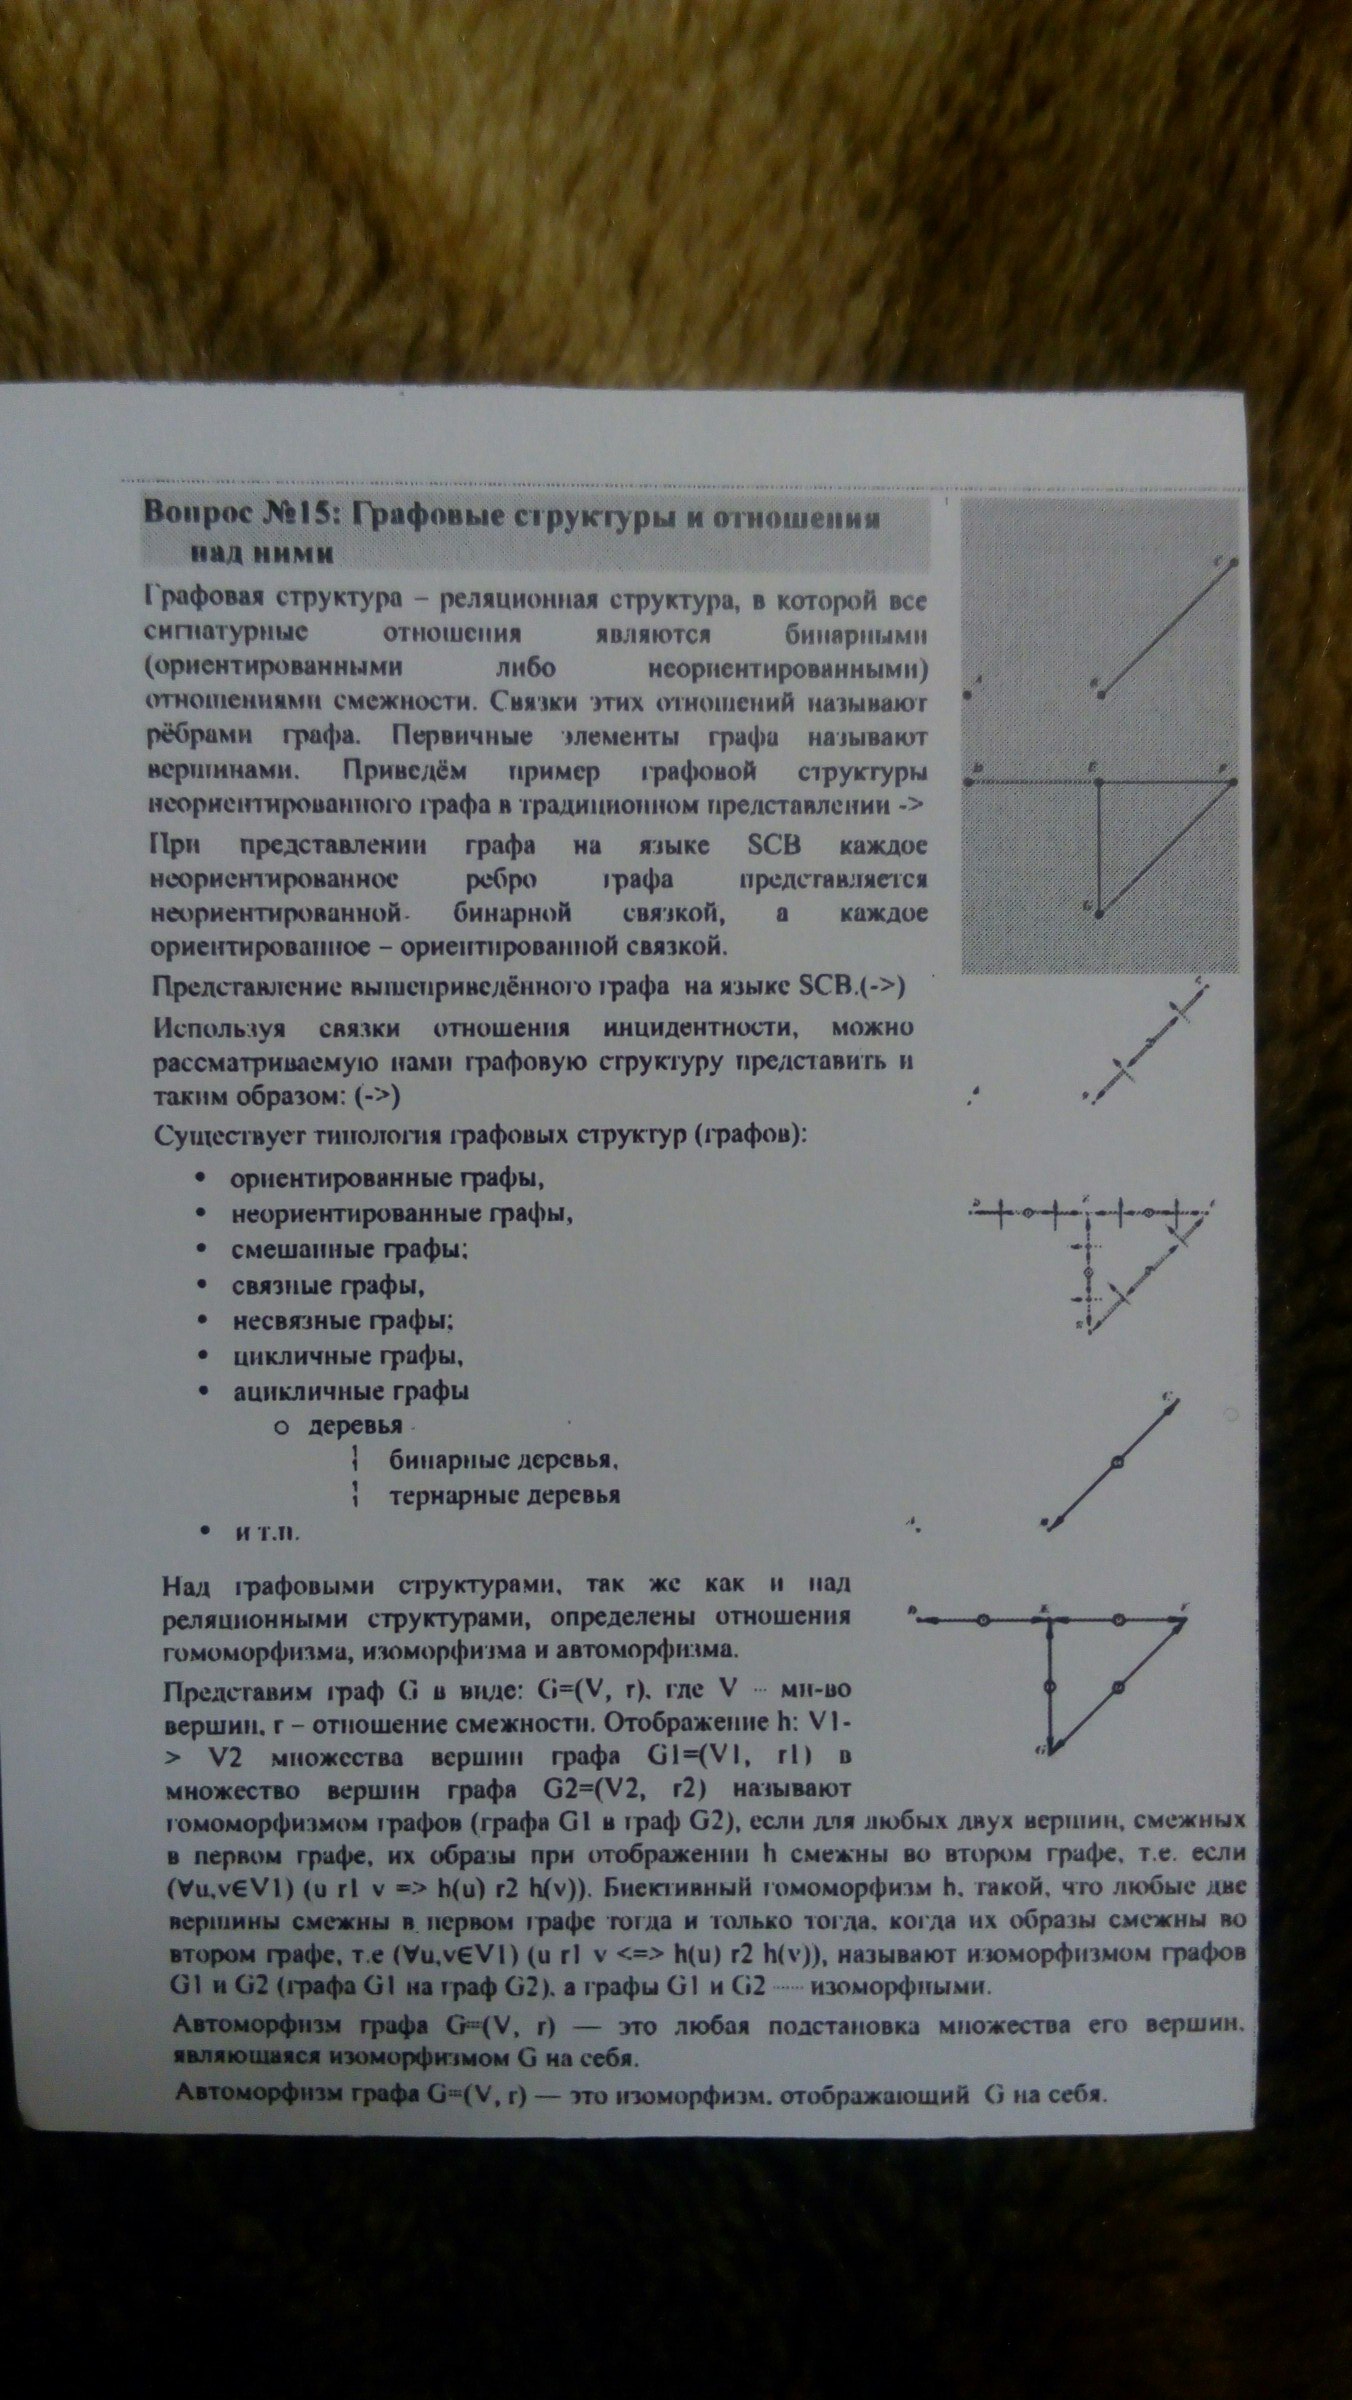 Вопрос №15: Графовые структуры и отношения
над ними
Графовая структура – реляционная структура, в которой все
сигнатурные отношения являются бинарными
(ориентированными либо неориентированными)
отношениями смежности. Связки этих отношений называют
рёбрами графа. Первичные элементы графа называют
вершинами. Приведём пример графовой структуры
неориентированного графа в традиционном представлении ->
При представлении графа на языке SCB каждое
неориентированное ребро графа представляется
неориентированной бинарной связкой, а каждое
ориентированное – ориентированной связкой.
Представление вышеприведённого графа на языке SCB.(->)
Используя связки отношения инцидентности, можно
рассматриваемую нами графовую структуру представить и
таким образом: (->)
Существует типология графовых структур (графов):
• ориентированные графы,
• неориентированные графы,
• смешанные графы;
• связные графы,
• несвязные графы;
• цикличные графы,
• ацикличные графы
o деревья
бинарные деревья,
тернарные деревья
• и т.п.
Над графовыми структурами, так же как и над
реляционными структурами, определены отношения
гомоморфизма, изоморфизма и автоморфизма.
Представим граф G в виде: G=(V, r), где V – мн-во
вершин, r – отношение смежности. Отображение h: V1-
> V2 множества вершин графа G1=(V1, r1) в
множество вершин графа G2=(V2, r2) называют
гомоморфизмом графов (графа G1 в граф G2), если для любых двух вершин, смежных
в первом графе, их образы при отображении h смежны во втором графе, т.е. если
(∀u,v∈V1) (u r1 v => h(u) r2 h(v)). Биективный гомоморфизм h, такой, что любые две
вершины смежны в первом графе тогда и только тогда, когда их образы смежны во
втором графе, т.е (∀u,v∈V1) (u r1 v <=> h(u) r2 h(v)), называют изоморфизмом графов
G1 и G2 (графа G1 на граф G2), а графы G1 и G2 — изоморфными.
Автоморфизм графа G=(V, r) — это любая подстановка множества его вершин,
являющаяся изоморфизмом G на себя.
Автоморфизм графа G=(V, r) — это изоморфизм, отображающий G на себя.